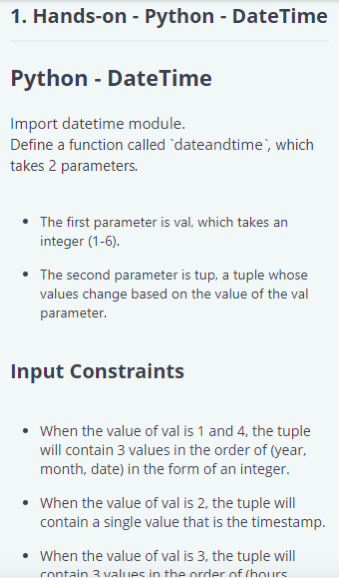 1. Hands-on - Python - DateTime
Python - DateTime
Import datetime module.
Define a function called `dateandtime`, which
takes 2 parameters.
• The first parameter is val, which takes an
integer (1-6).
• The second parameter is tup, a tuple whose
values change based on the value of the val
parameter.
Input Constraints
• When the value of val is 1 and 4, the tuple
will contain 3 values in the order of (year,
month, date) in the form of an integer.
• When the value of val is 2, the tuple will
contain a single value that is the timestamp.
• When the value of val is 3, the tuple will
contain 3 values in the order of (hours